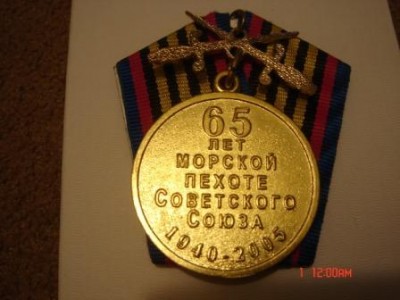 65
ЛЕТ
МОРСКОЙ
ПЕХОТЕ
СОВЕТСКОГО
СОЮЗА
1940-2005
1 12:00AM